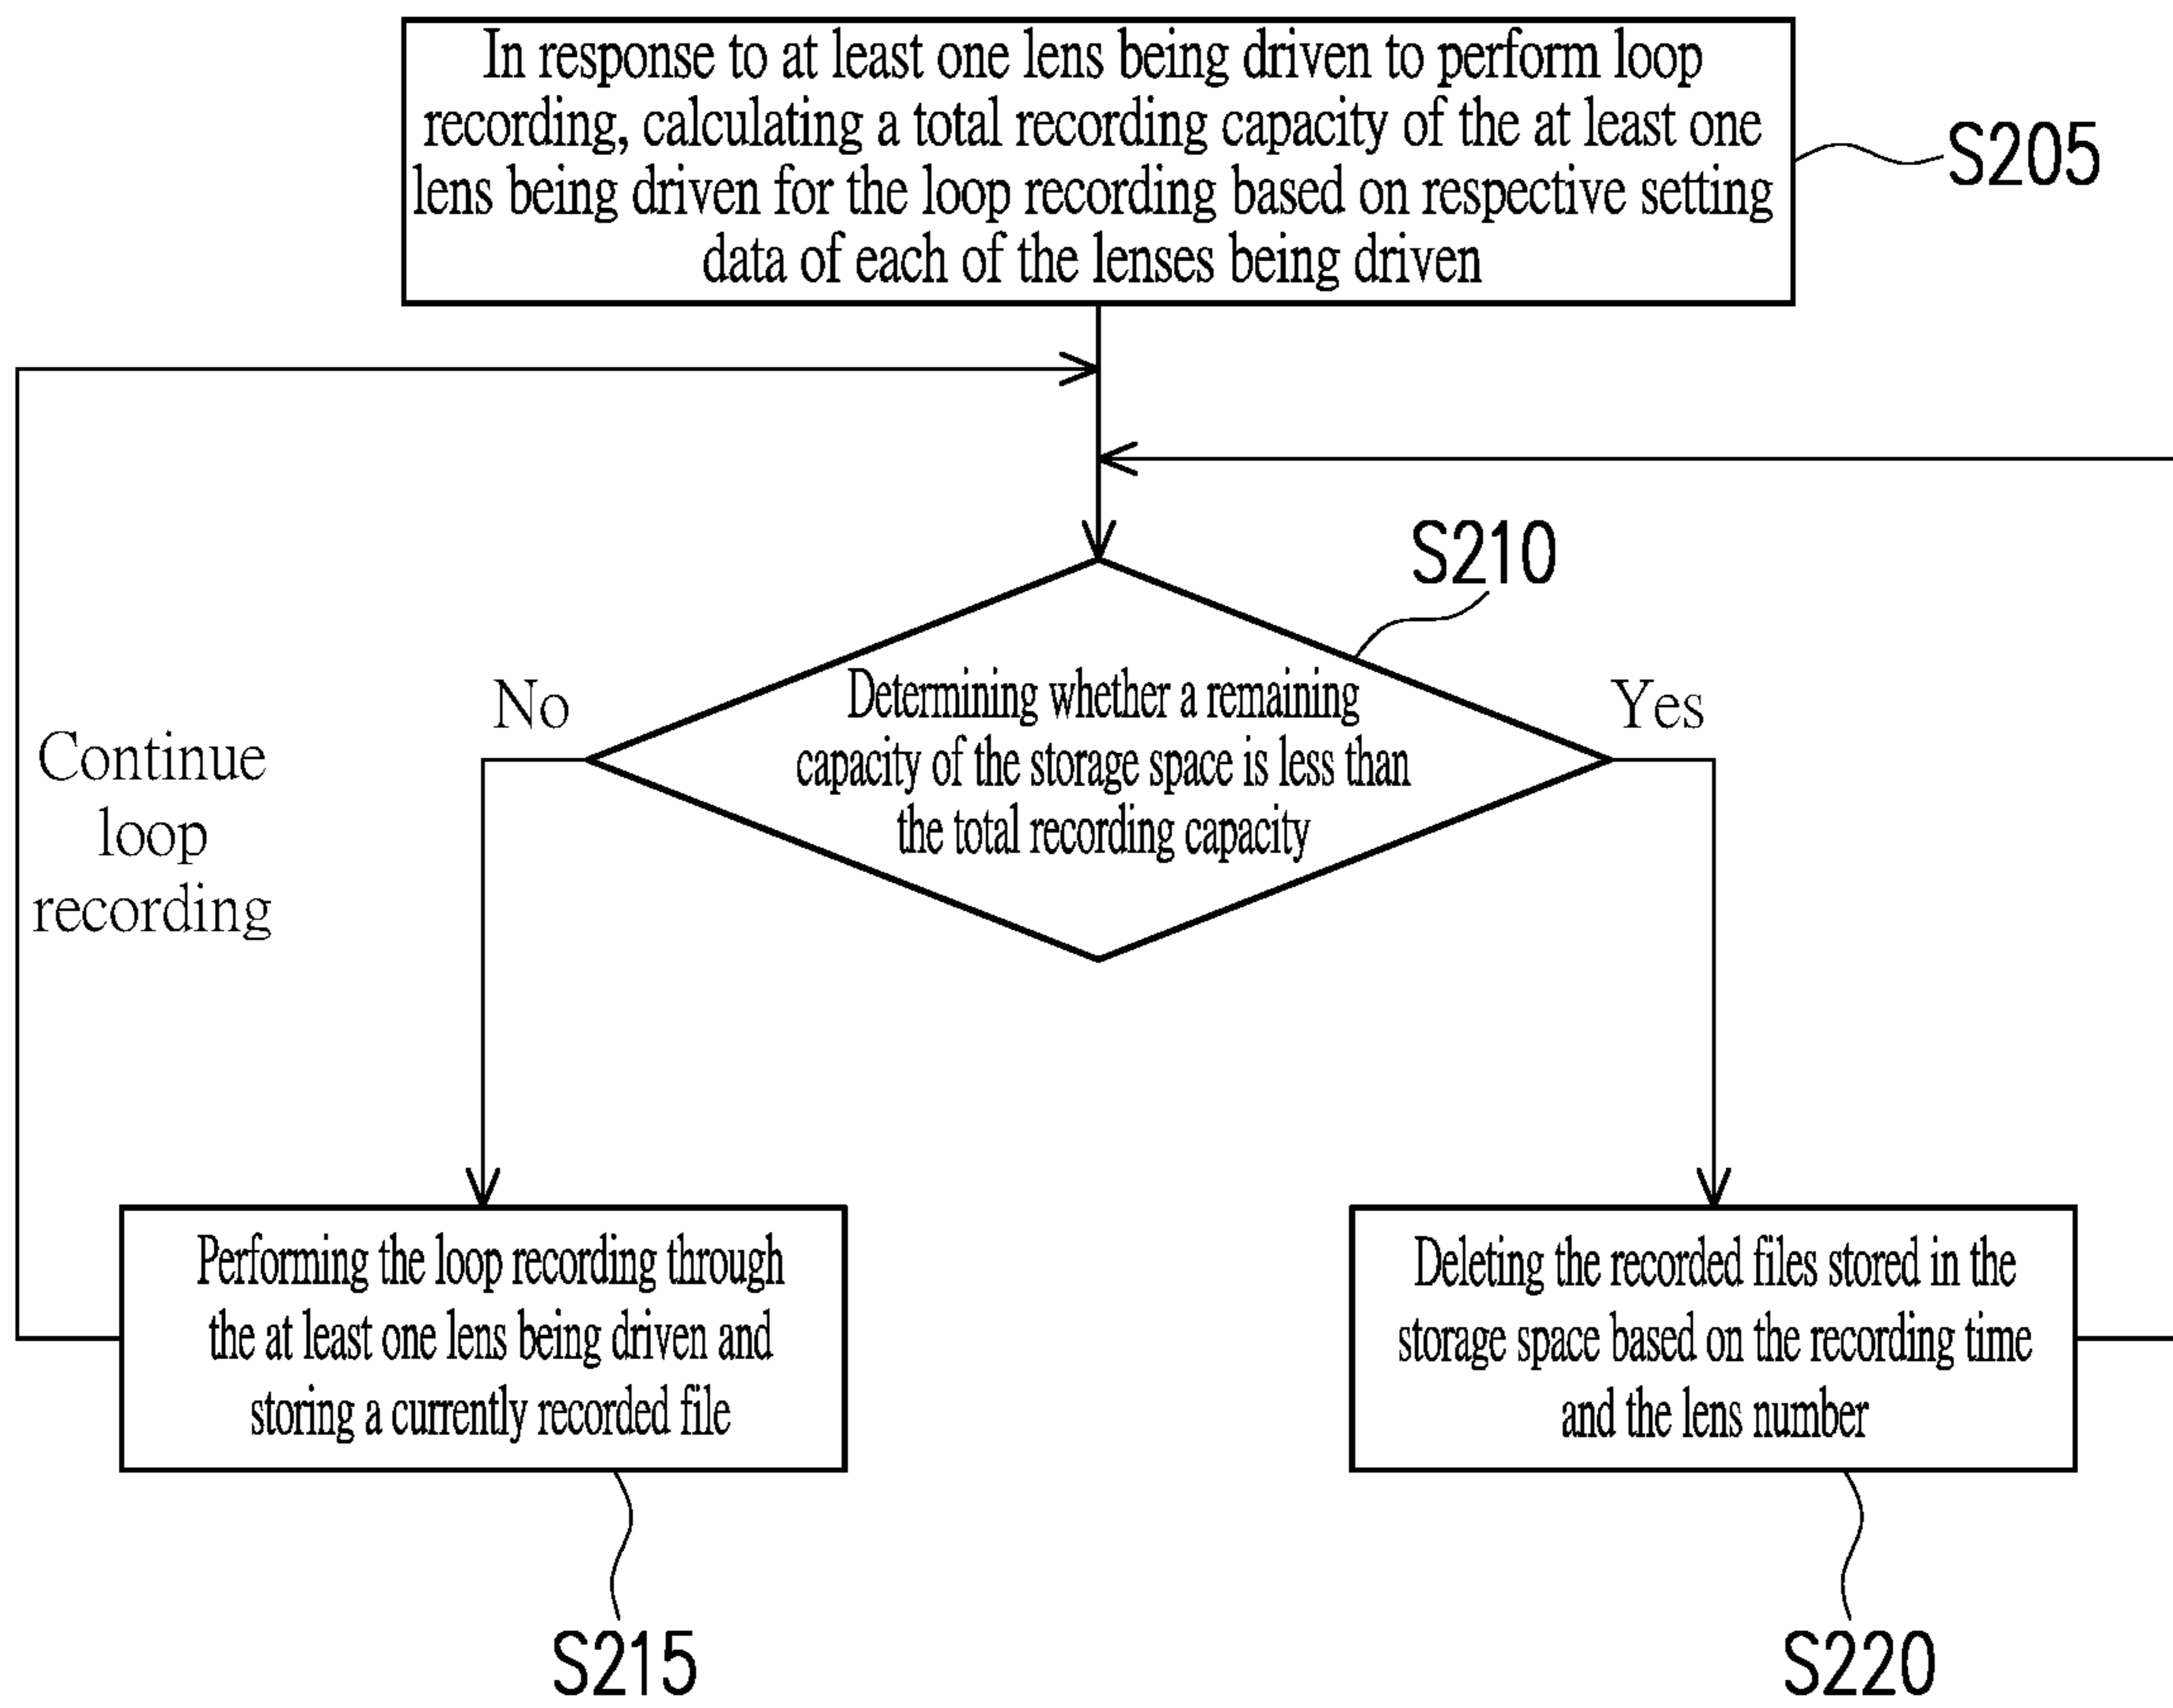 In response to at least one lens being driven to perform loop
recording, calculating a total recording capacity of the at least one
lens being driven for the loop recording based on respective setting
data of each of the lenses being driven
S205
S210
Determining whether a remaining
capacity of the storage space is less than
the total recording capacity
No
Yes
Continue
loop
recording
Performing the loop recording through
the at least one lens being driven and
storing a currently recorded file
Deleting the recorded files stored in the
storage space based on the recording time
and the lens number
S215
S220